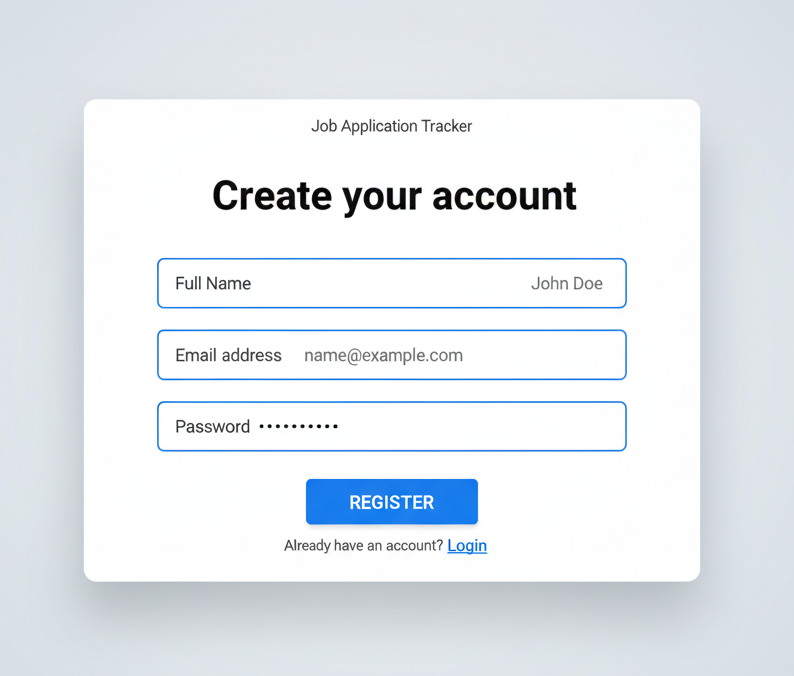 Job Application Tracker
Create your account
Full Name John Doe
Email address name@example.com
Password ••••••••••
REGISTER
Already have an account? Login